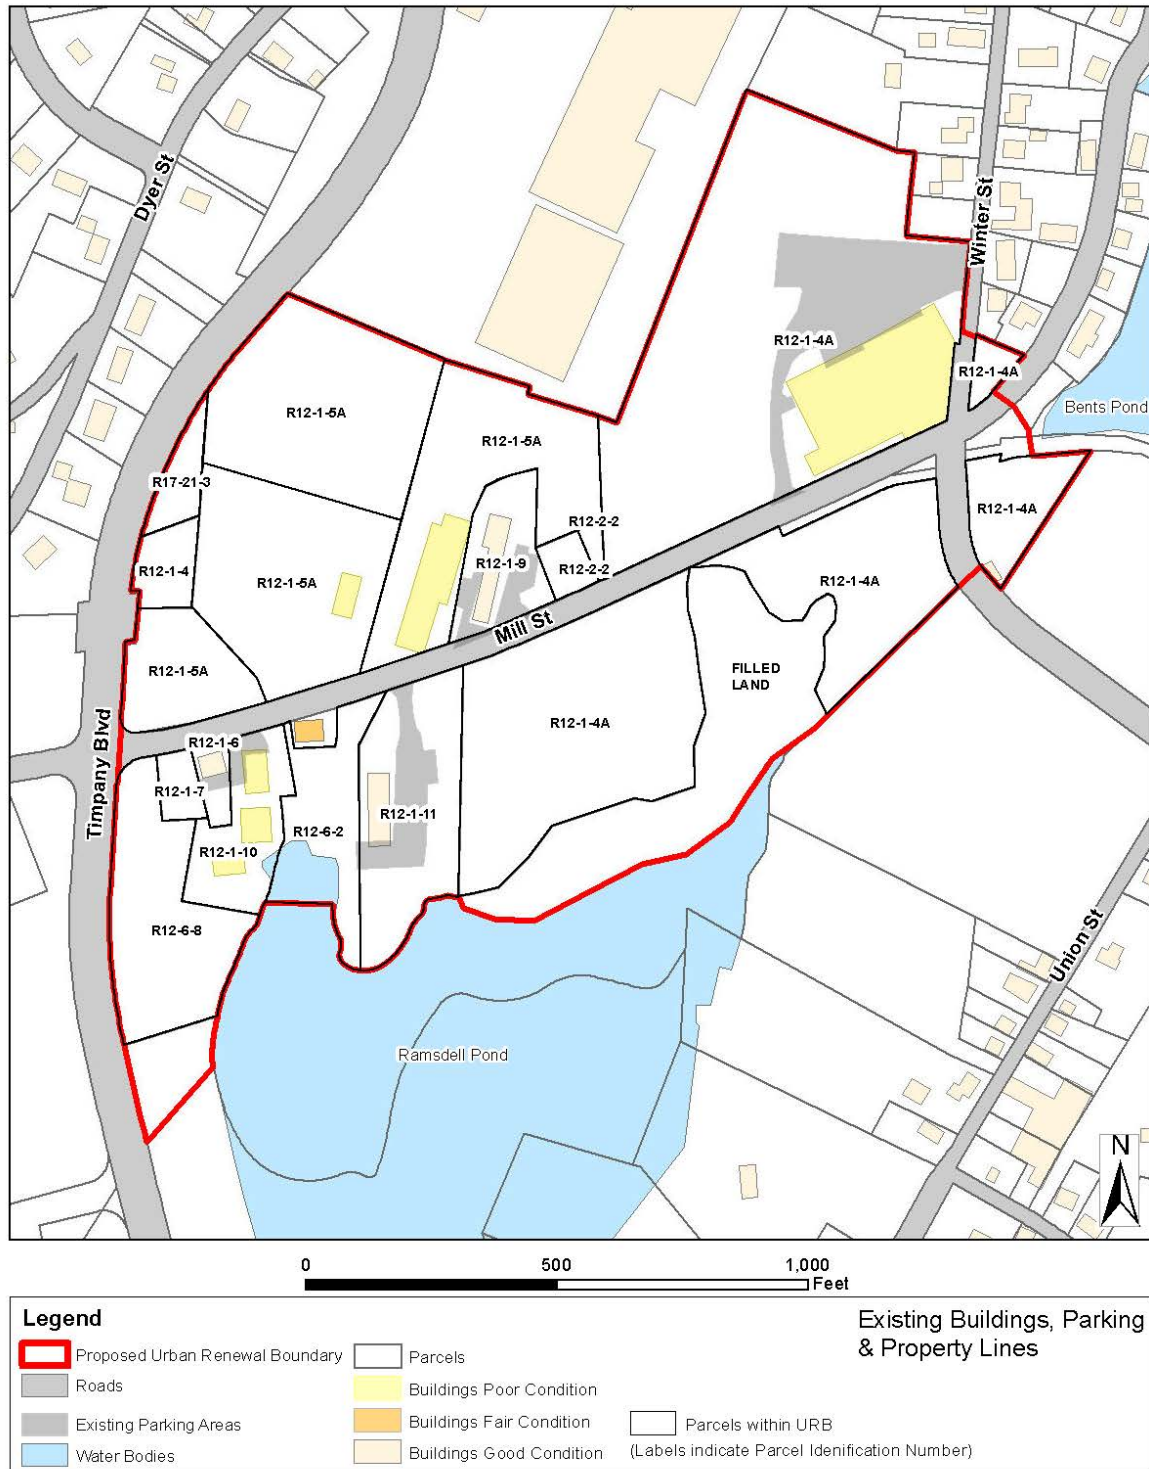 Dyer St
Winter St
R12-1-4A
R12-1-4A
Bents Pond
R12-1-5A
R12-1-5A
R17-21-3
R12-1-4A
R12-2-2
R12-1-9
R12-2-2
R12-1-4
R12-1-5A
R12-1-4A
Mill St
R12-1-5A
FILLED
LAND
R12-1-4A
Timpany Blvd
R12-1-6
R12-1-7
R12-1-11
R12-6-2
R12-1-10
R12-6-8
Union St
Ramsdell Pond
N
0 500 1,000
Feet
Legend
Existing Buildings, Parking
& Property Lines
Proposed Urban Renewal Boundary
Parcels
Roads
Buildings Poor Condition
Existing Parking Areas
Buildings Fair Condition
Parcels within URB
Water Bodies
Buildings Good Condition
(Labels indicate Parcel Idenification Number)